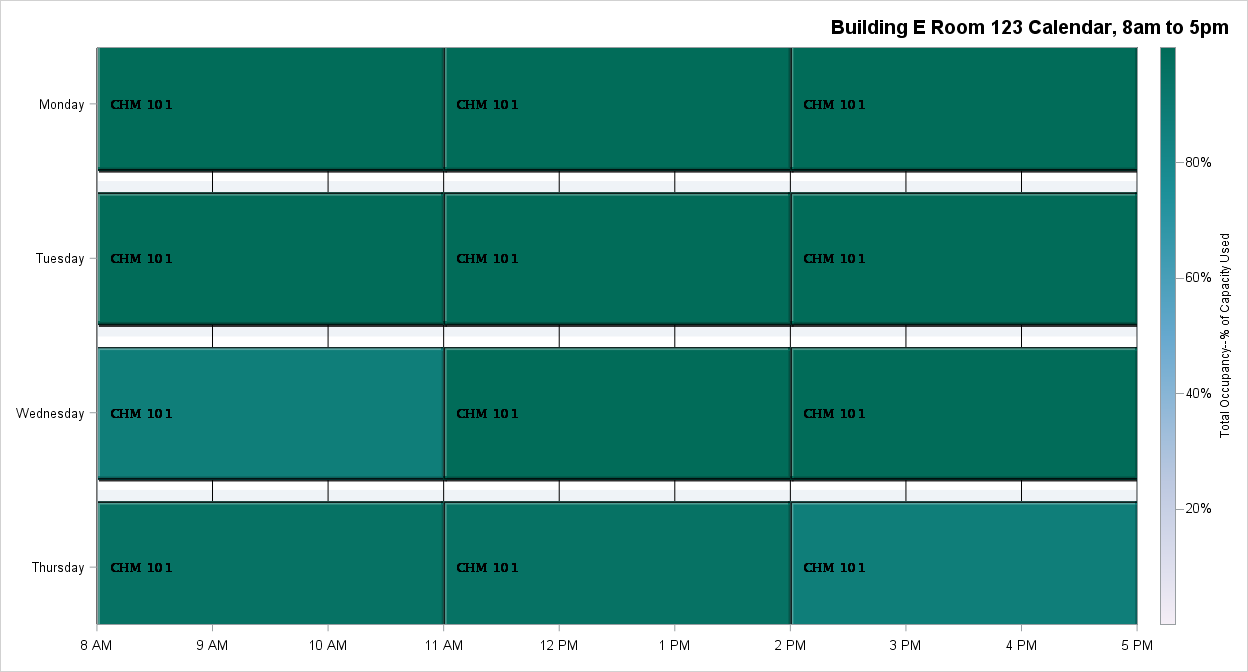 Building E Room 123 Calendar, 8am to 5pm
Monday
CHM 101
CHM 101
CHM 101
Tuesday
CHM 101
CHM 101
CHM 101
Wednesday
CHM 101
CHM 101
CHM 101
Thursday
CHM 101
CHM 101
CHM 101
8 AM
9 AM
10 AM
11 AM
12 PM
1 PM
2 PM
3 PM
4 PM
5 PM
80%
60%
40%
20%
Total Occupancy--% of Capacity Used